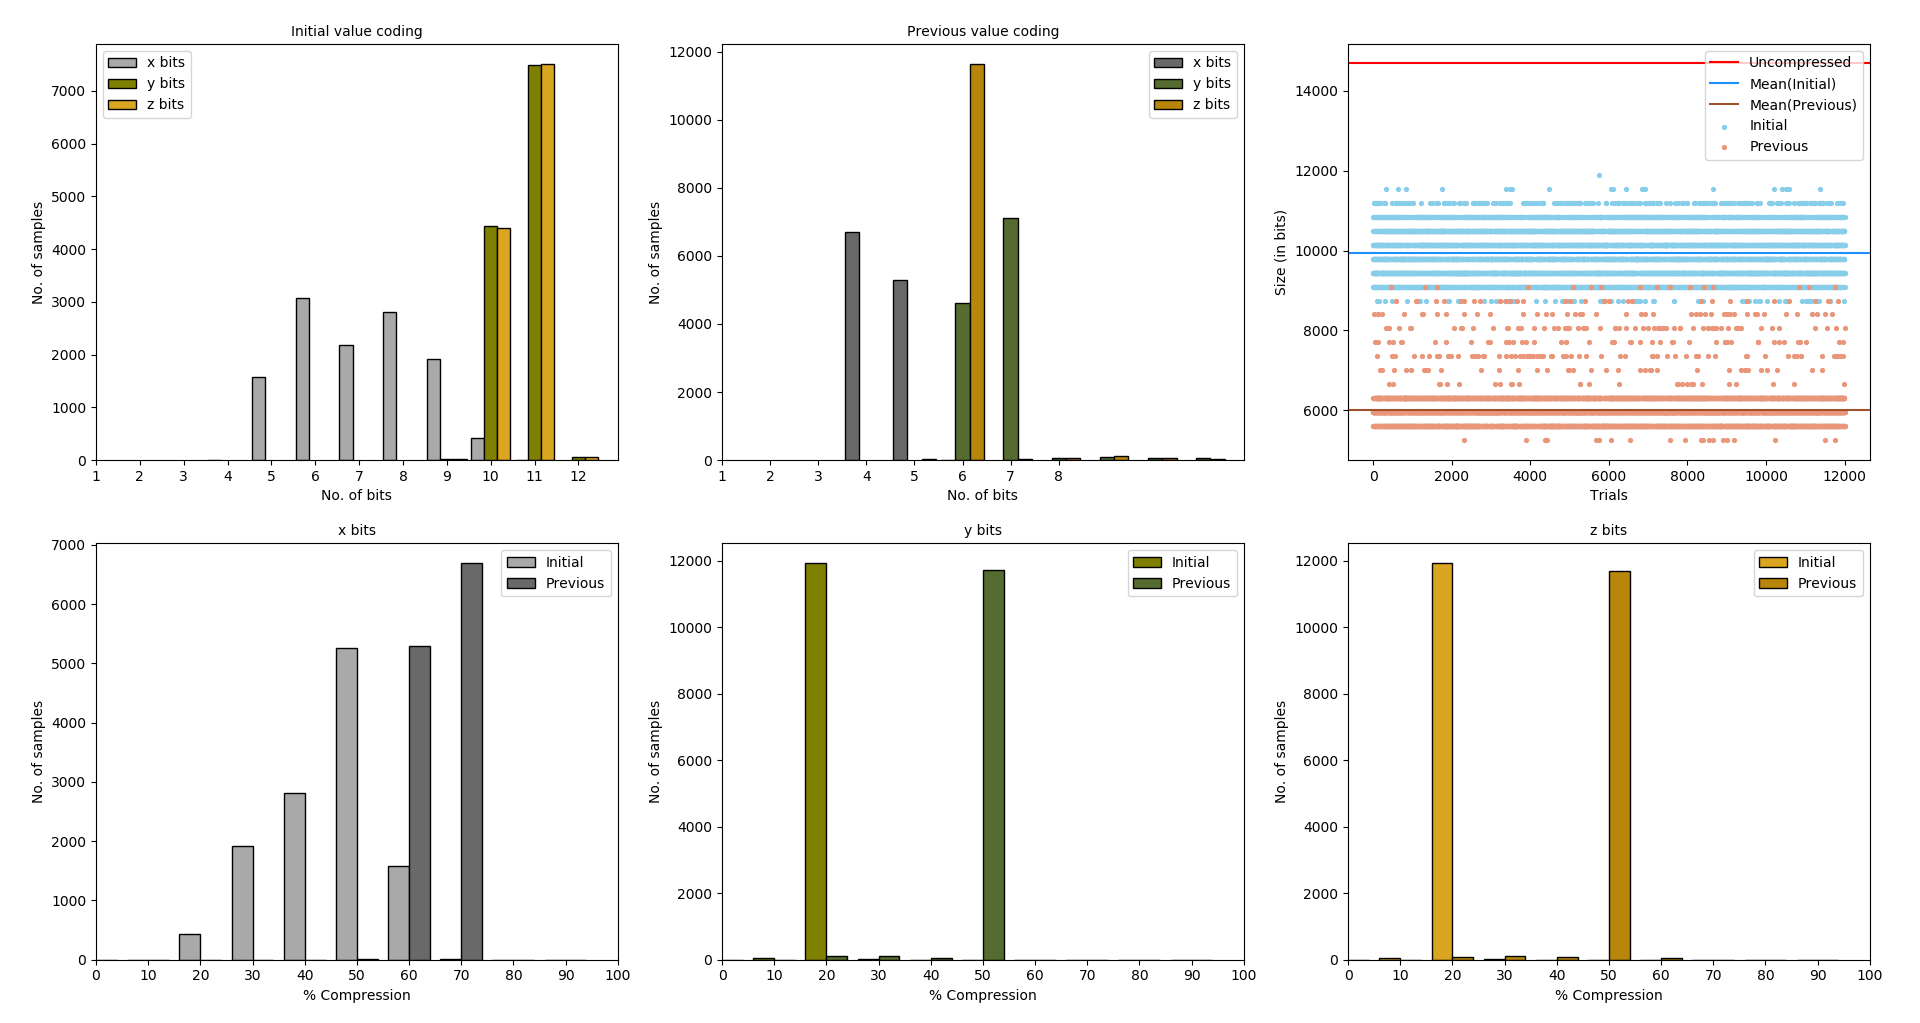 Initial value coding
No. of samples
7000
6000
5000
4000
3000
2000
1000
0
x bits
y bits
z bits
1 2 3 4 5 6 7 8 9 10 11 12
No. of bits
Previous value coding
No. of samples
12000
10000
8000
6000
4000
2000
0
x bits
y bits
z bits
1 2 3 4 5 6 7 8
No. of bits
Size (in bits)
14000
12000
10000
8000
6000
Uncompressed
Mean(Initial)
Mean(Previous)
Initial
Previous
0 2000 4000 6000 8000 10000 12000
Trials
x bits
No. of samples
7000
6000
5000
4000
3000
2000
1000
0
Initial
Previous
0 10 20 30 40 50 60 70 80 90 100
% Compression
y bits
No. of samples
12000
10000
8000
6000
4000
2000
0
Initial
Previous
0 10 20 30 40 50 60 70 80 90 100
% Compression
z bits
No. of samples
12000
10000
8000
6000
4000
2000
0
Initial
Previous
0 10 20 30 40 50 60 70 80 90 100
% Compression